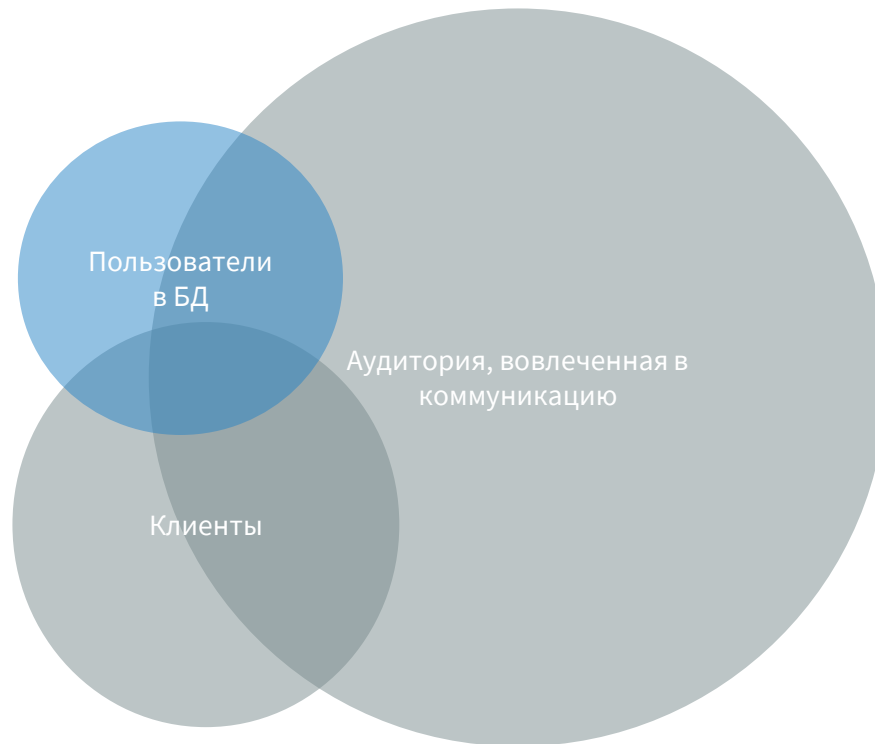 Пользователи
в БД
Аудитория, вовлеченная в
коммуникацию
Клиенты